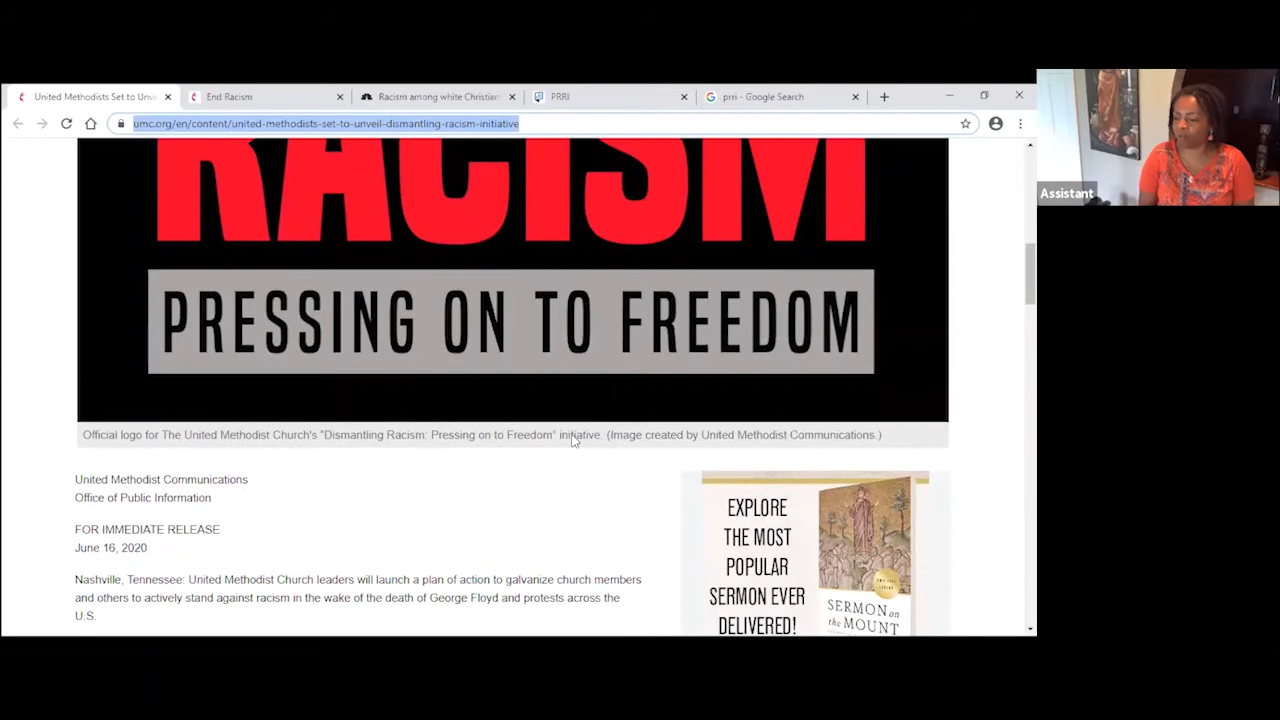 United Methodists Set to Unve
End Racism
Racism among white Christian
PRRI
prri - Google Search
umc.org/en/content/united-methodists-set-to-unveil-dismantling-racism-initiative
Assistant
RACISM
PRESSING ON TO FREEDOM
Official logo for The United Methodist Church's "Dismantling Racism: Pressing on to Freedom" initiative. (Image created by United Methodist Communications.)
United Methodist Communications
Office of Public Information
FOR IMMEDIATE RELEASE
June 16, 2020
Nashville, Tennessee: United Methodist Church leaders will launch a plan of action to galvanize church members
and others to actively stand against racism in the wake of the death of George Floyd and protests across the
U.S.
EXPLORE
THE MOST
POPULAR
SERMON EVER
DELIVERED!
SERMON on
the MOUNT